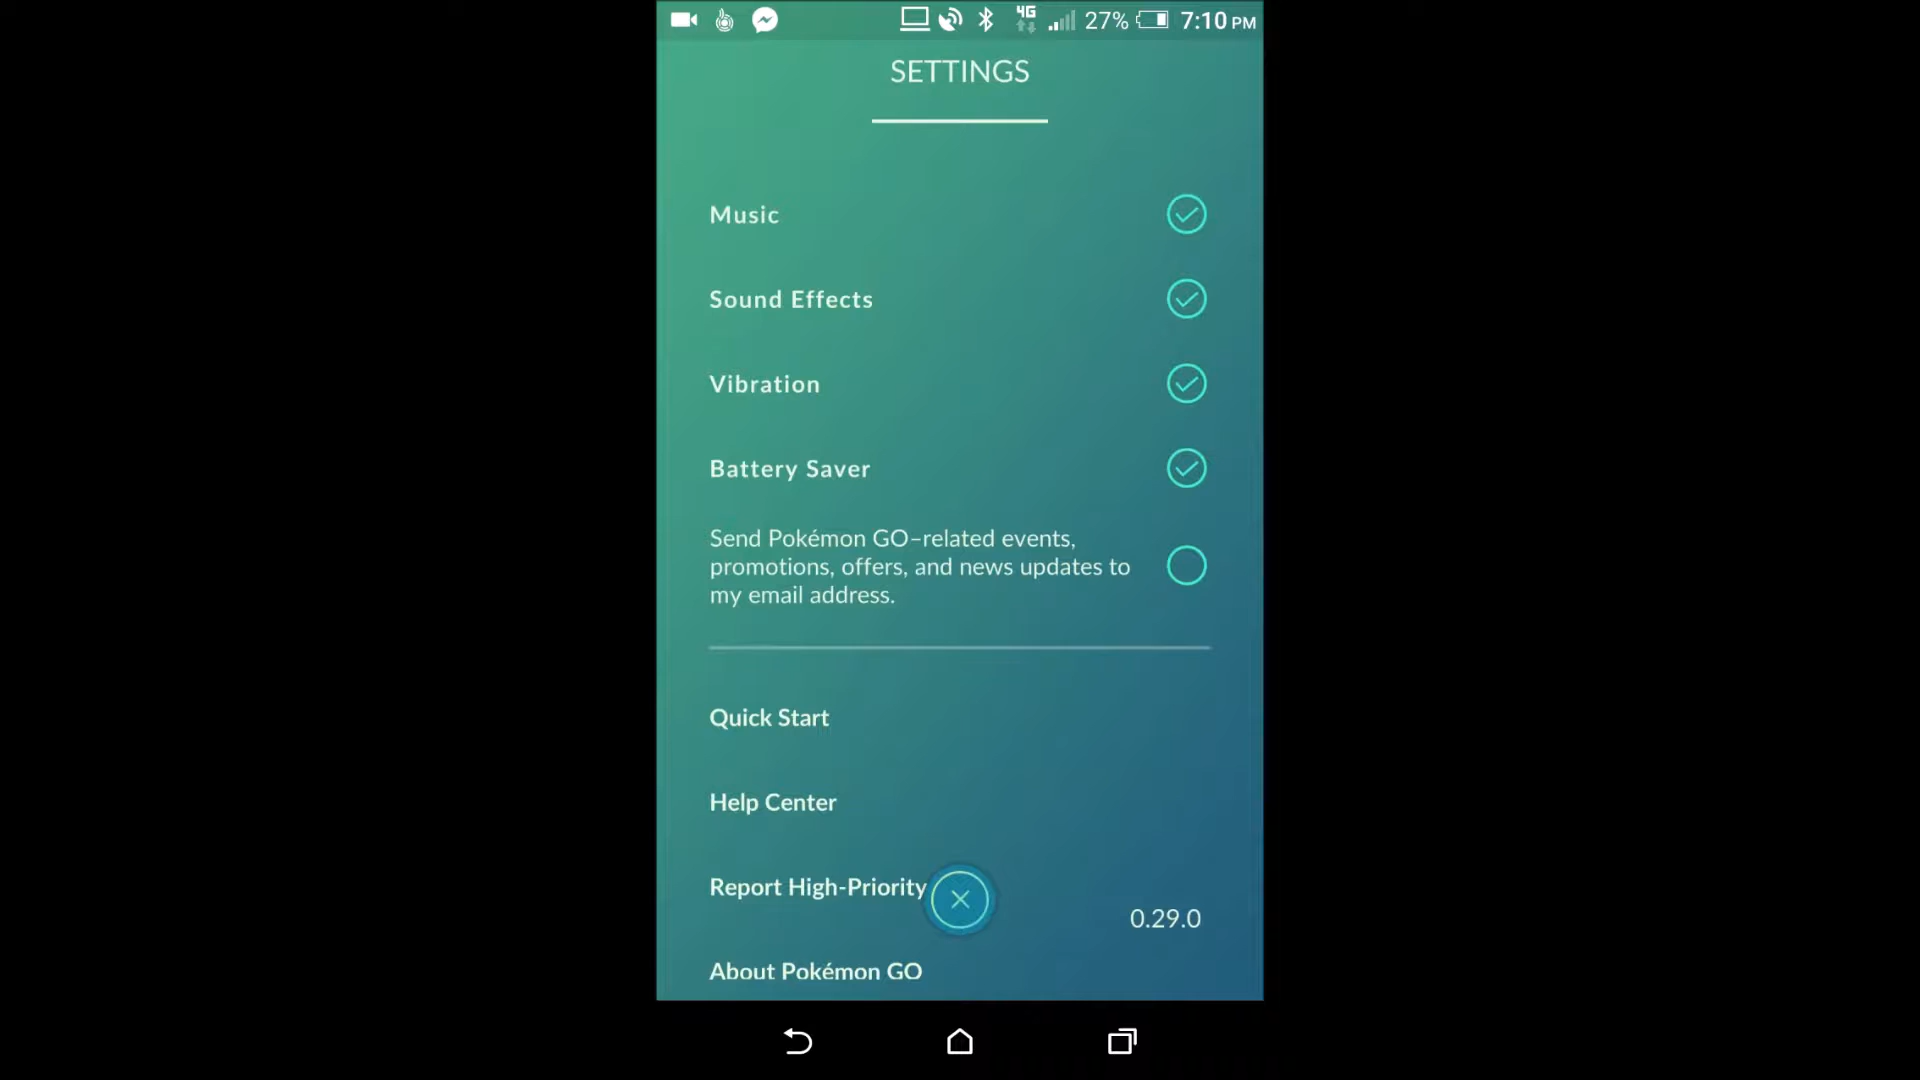 4G 27% 7:10 PM
SETTINGS
Music
Sound Effects
Vibration
Battery Saver
Send Pokémon GO–related events,
promotions, offers, and news updates to
my email address.
Quick Start
Help Center
Report High-Priority
0.29.0
About Pokémon GO